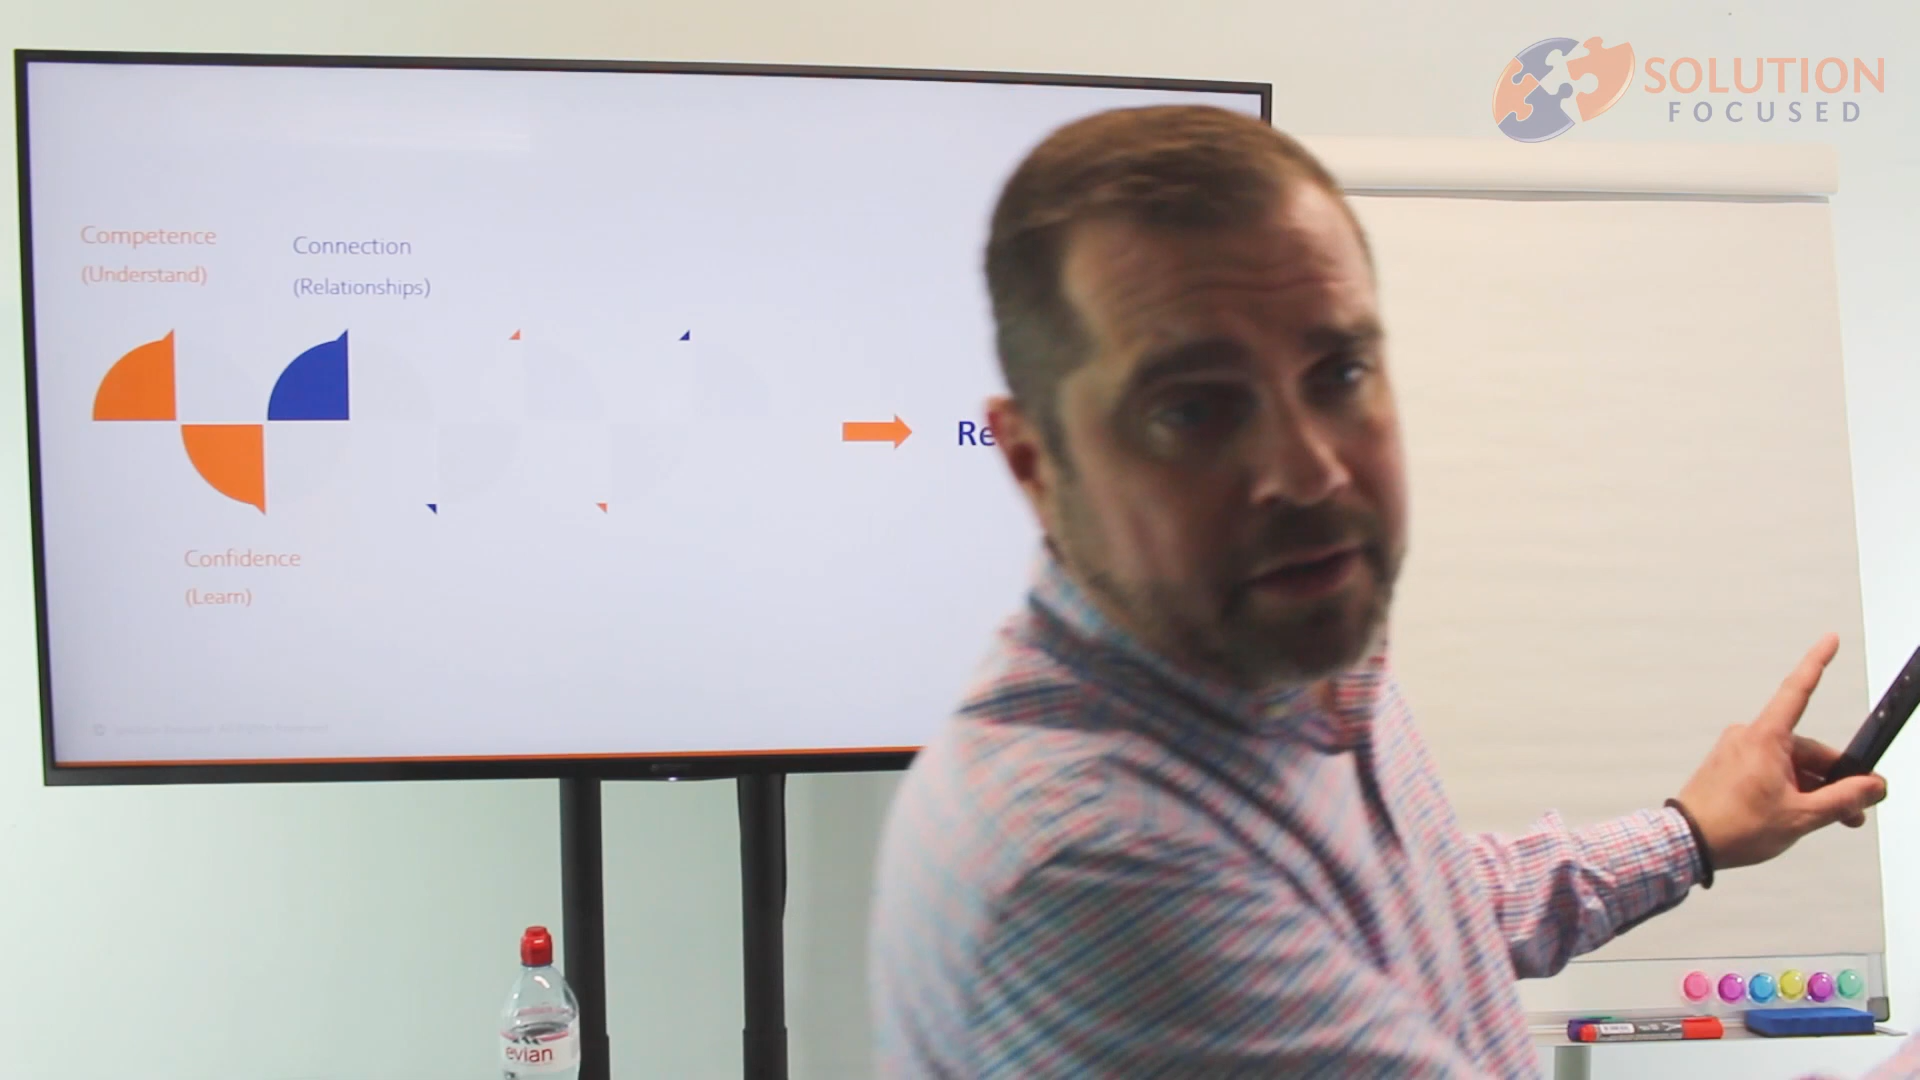 SOLUTION
FOCUSED
Competence
(Understand)
Connection
(Relationships)
Re
Confidence
(Learn)
evian